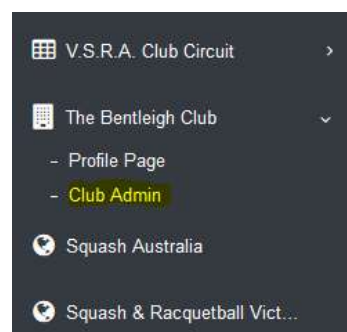 V.S.R.A. Club Circuit
The Bentleigh Club
- Profile Page
- Club Admin
Squash Australia
Squash & Racquetball Vict...